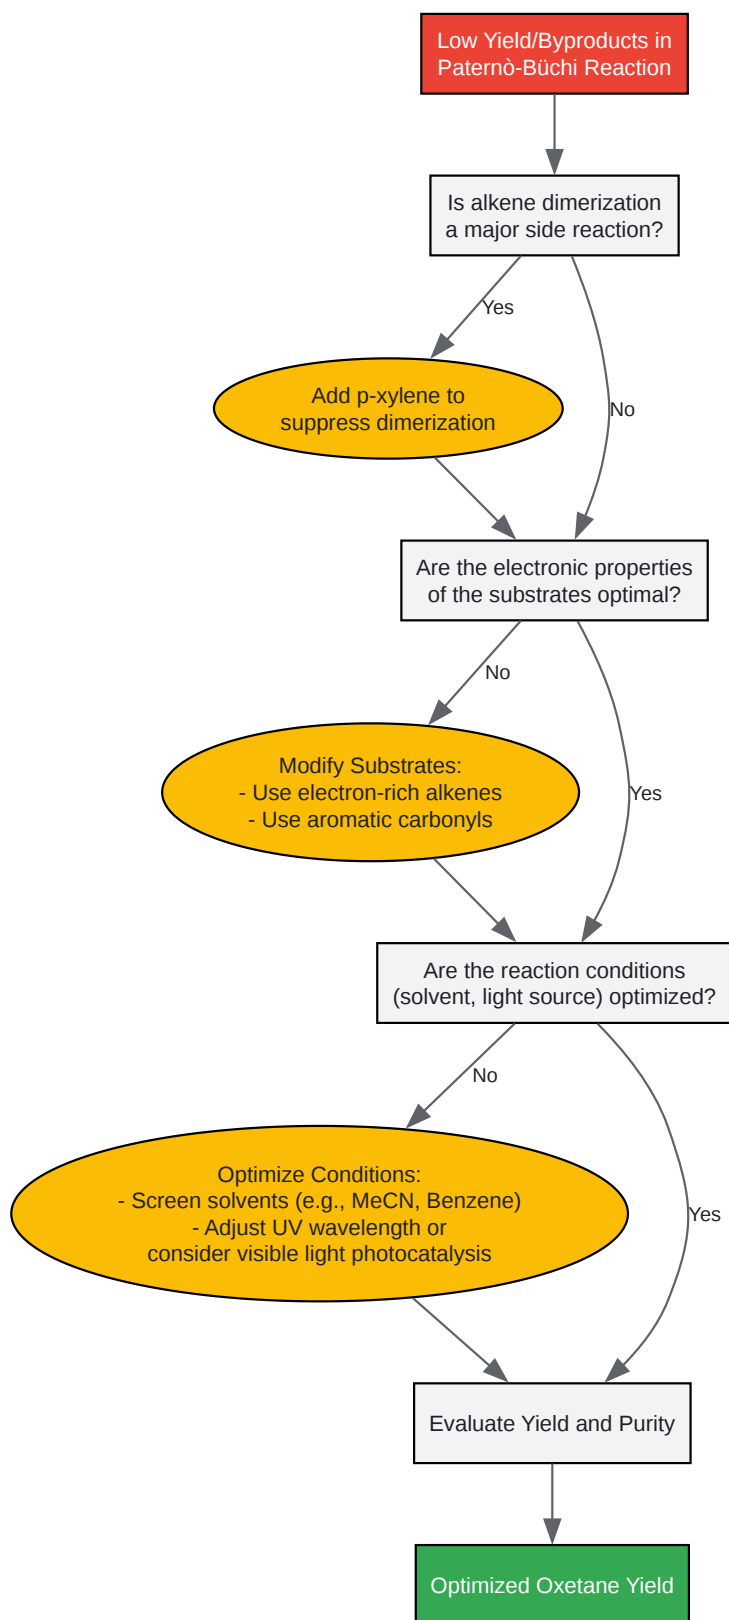 Low Yield/Byproducts in
Paternò-Büchi Reaction
Is alkene dimerization
a major side reaction?
Yes
Add p-xylene to
suppress dimerization
No
Are the electronic properties
of the substrates optimal?
No
Modify Substrates:
- Use electron-rich alkenes
- Use aromatic carbonyls
Yes
Are the reaction conditions
(solvent, light source) optimized?
No
Optimize Conditions:
- Screen solvents (e.g., MeCN, Benzene)
- Adjust UV wavelength or
consider visible light photocatalysis
Yes
Evaluate Yield and Purity
Optimized Oxetane Yield